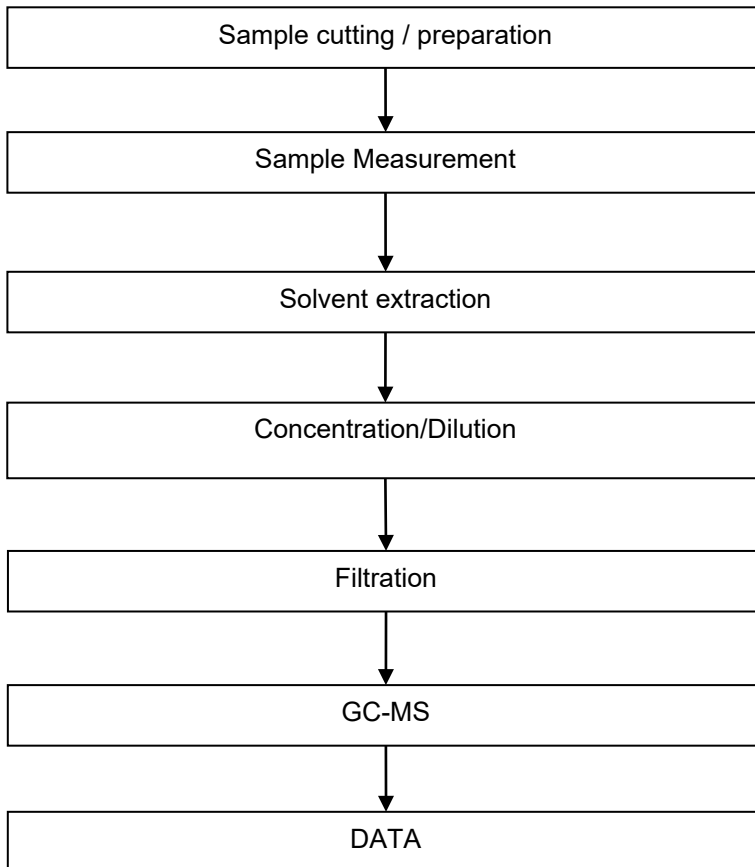 Sample cutting / preparation
Sample Measurement
Solvent extraction
Concentration/Dilution
Filtration
GC-MS
DATA